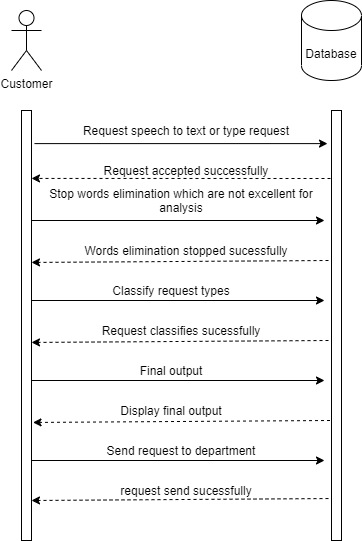 Database
Customer
Request speech to text or type request
Request accepted successfully
Stop words elimination which are not excellent for
analysis
Words elimination stopped sucessfully
Classify request types
Request classifies sucessfully
Final output
Display final output
Send request to department
request send sucessfully